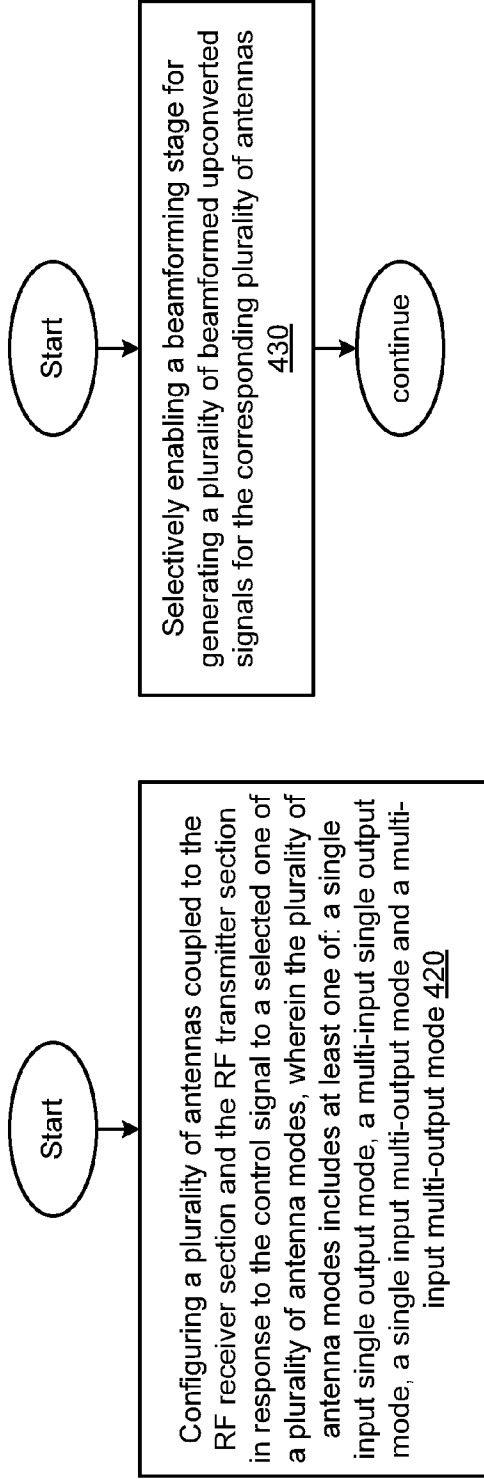 Start
Configuring a plurality of antennas coupled to the
RF receiver section and the RF transmitter section
in response to the control signal to a selected one of
a plurality of antenna modes, wherein the plurality of
antenna modes includes at least one of: a single
input single output mode, a multi-input single output
mode, a single input multi-output mode and a multi-
input multi-output mode 420
Start
Selectively enabling a beamforming stage for
generating a plurality of beamformed upconverted
signals for the corresponding plurality of antennas
430
continue